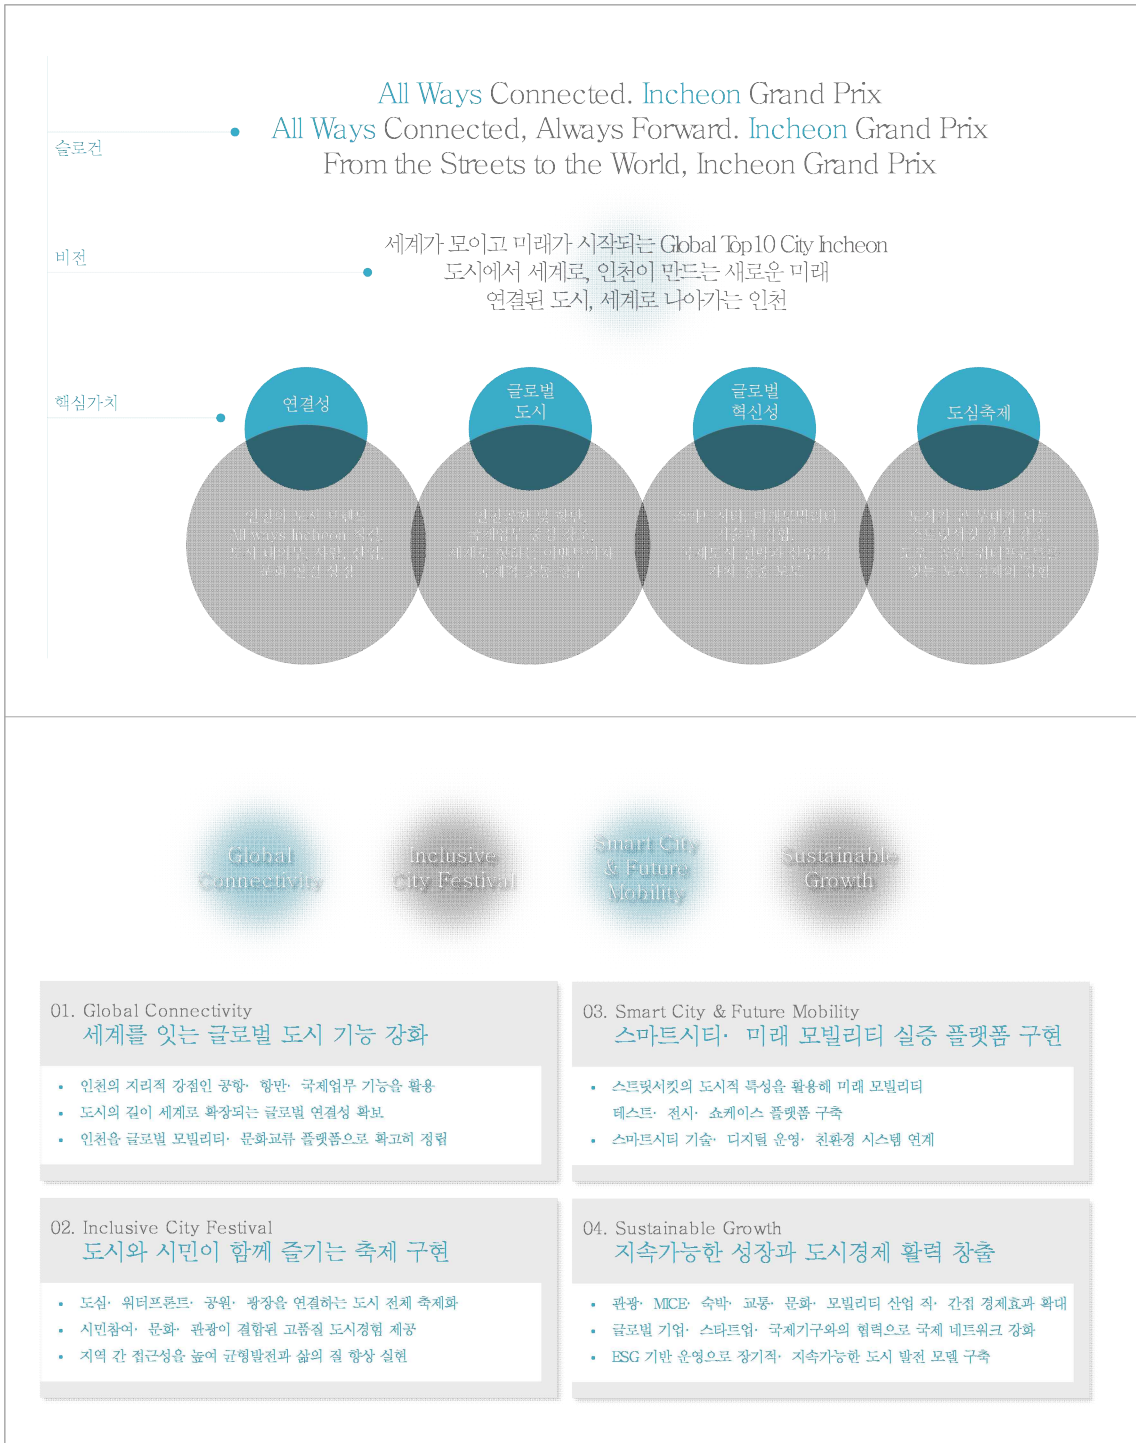 All Ways Connected. Incheon Grand Prix
All Ways Connected, Always Forward. Incheon Grand Prix
From the Streets to the World, Incheon Grand Prix
슬로건
비전
세계가 모이고 미래가 시작되는 Global Top10 City Incheon
도시에서 세계로, 인천이 만드는 새로운 미래
연결된 도시, 세계로 나아가는 인천
핵심가치
연결성
글로벌
도시
글로벌
혁신성
도심축제
All ways Incheon
Global
Connectivity
Inclusive
City Festival
Smart City
& Future
Mobility
Sustainable
Growth
01. Global Connectivity
세계를 잇는 글로벌 도시 기능 강화
▪ 인천의 지리적 강점인 공항· 항만· 국제업무 기능을 활용
▪ 도시의 길이 세계로 확장되는 글로벌 연결성 확보
▪ 인천을 글로벌 모빌리티· 문화교류 플랫폼으로 확고히 정립
02. Inclusive City Festival
도시와 시민이 함께 즐기는 축제 구현
▪ 도심· 워터프론트· 공원· 광장을 연결하는 도시 전체 축제화
▪ 시민참여· 문화· 관광이 결합된 고품질 도시경험 제공
▪ 지역 간 접근성을 높여 균형발전과 삶의 질 향상 실현
03. Smart City & Future Mobility
스마트시티· 미래 모빌리티 실증 플랫폼 구현
▪ 스트릿서킷의 도시적 특성을 활용해 미래 모빌리티
테스트· 전시· 쇼케이스 플랫폼 구축
▪ 스마트시티 기술· 디지털 운영· 친환경 시스템 연계
04. Sustainable Growth
지속가능한 성장과 도시경제 활력 창출
▪ 관광· MICE· 숙박· 교통· 문화· 모빌리티 산업 직· 간접 경제효과 확대
▪ 글로벌 기업· 스타트업· 국제기구와의 협력으로 국제 네트워크 강화
▪ ESG 기반 운영으로 장기적· 지속가능한 도시 발전 모델 구축